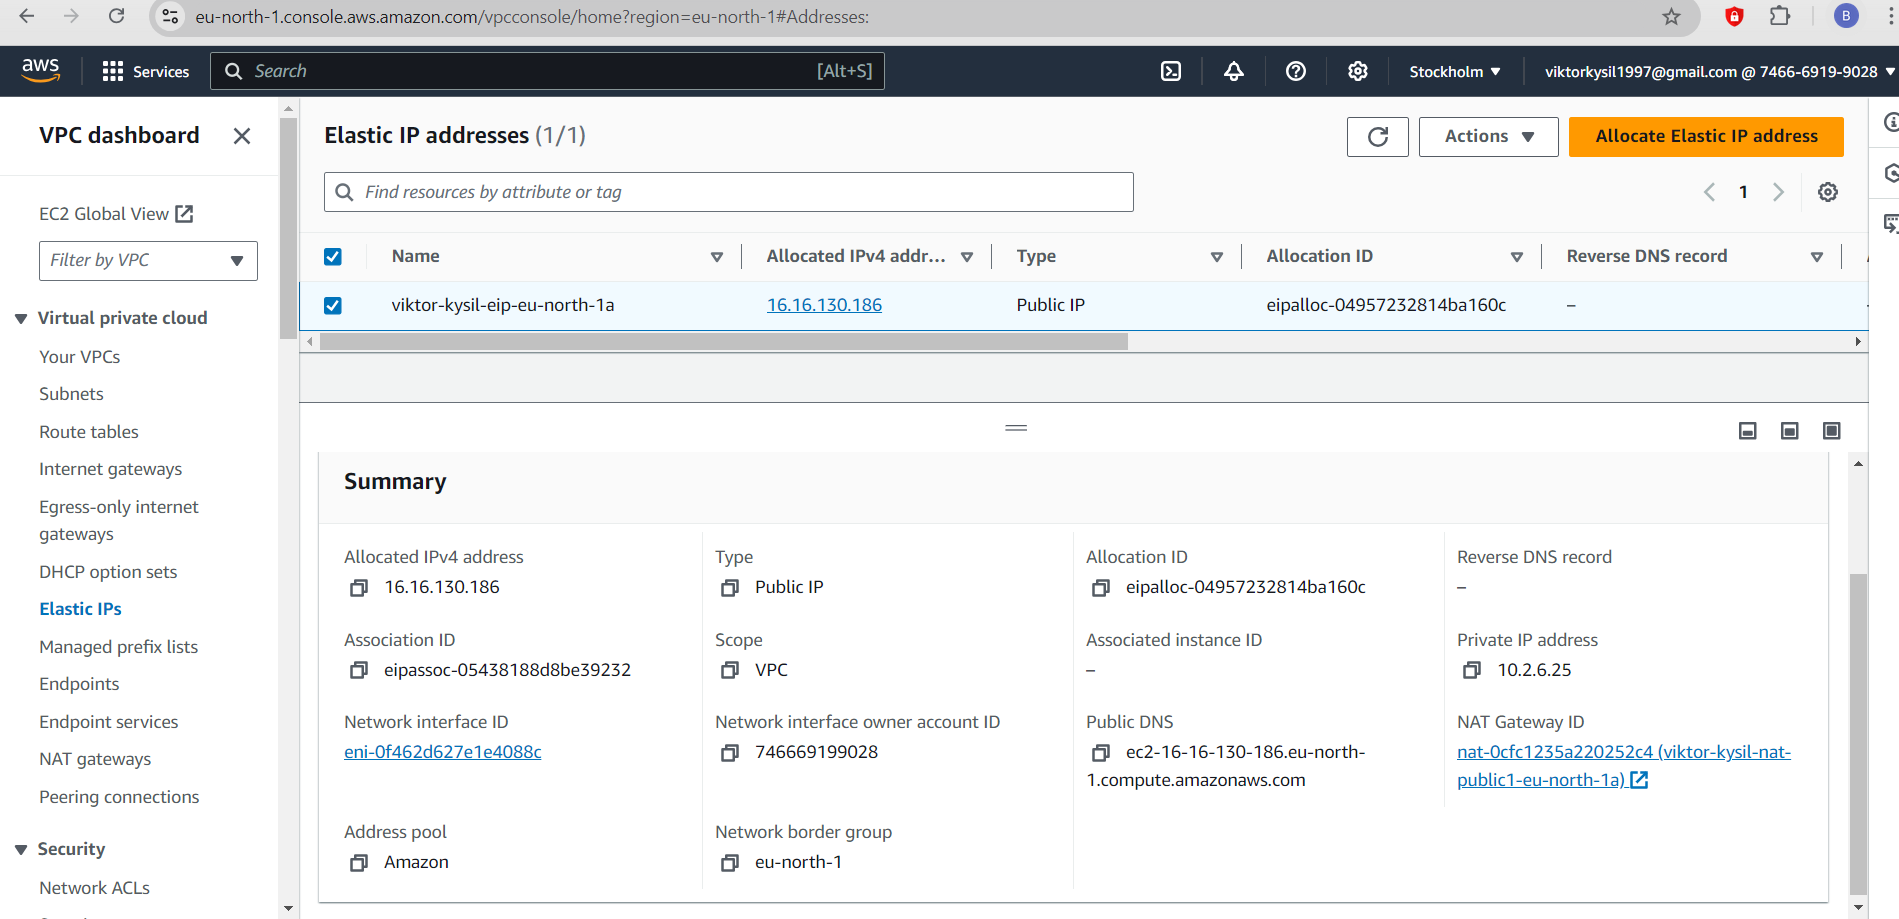 eu-north-1.console.aws.amazon.com/vpcconsole/home?region=eu-north-1#Addresses:
B
aws
Services
Search
[Alt+S]
Stockholm
viktorkysil1997@gmail.com @ 7466-6919-9028
VPC dashboard
EC2 Global View
Filter by VPC
Virtual private cloud
Your VPCs
Subnets
Route tables
Internet gateways
Egress-only internet
gateways
DHCP option sets
Elastic IPs
Managed prefix lists
Endpoints
Endpoint services
NAT gateways
Peering connections
Security
Network ACLs
Elastic IP addresses (1/1)
Actions
Allocate Elastic IP address
Find resources by attribute or tag
1
Name
Allocated IPv4 addr...
Type
Allocation ID
Reverse DNS record
viktor-kysil-eip-eu-north-1a
16.16.130.186
Public IP
eipalloc-04957232814ba160c
–
Summary
Allocated IPv4 address
16.16.130.186
Type
Public IP
Allocation ID
eipalloc-04957232814ba160c
Reverse DNS record
–
Association ID
eipassoc-05438188d8be39232
Scope
VPC
Associated instance ID
–
Private IP address
10.2.6.25
Network interface ID
eni-0f462d627e1e4088c
Network interface owner account ID
746669199028
Public DNS
ec2-16-16-130-186.eu-north-
1.compute.amazonaws.com
NAT Gateway ID
nat-0cfc1235a220252c4 (viktor-kysil-nat-
public1-eu-north-1a)
Address pool
Amazon
Network border group
eu-north-1